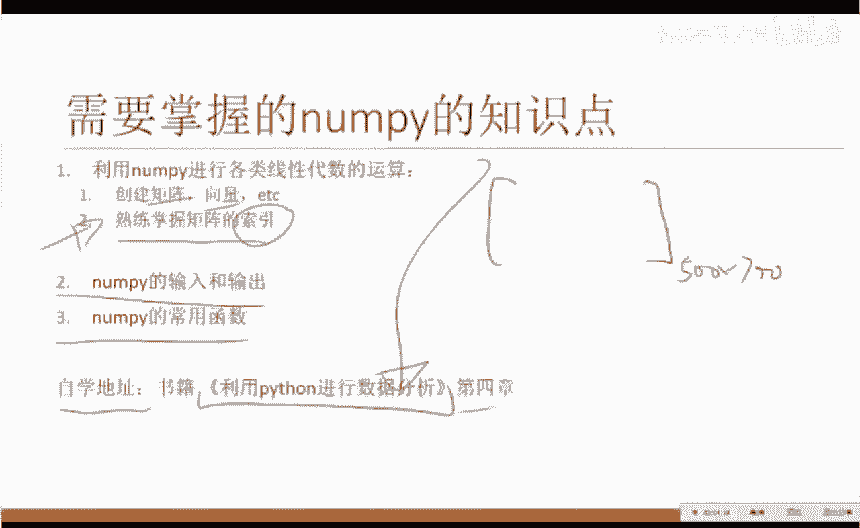 需要掌握的numpy的知识点
1. 利用numpy进行各类线性代数的运算：
1. 创建矩阵，向量，etc
2. 熟练掌握矩阵的索引
2. numpy的输入和输出
3. numpy的常用函数
自学地址：书籍《利用python进行数据分析》第四章